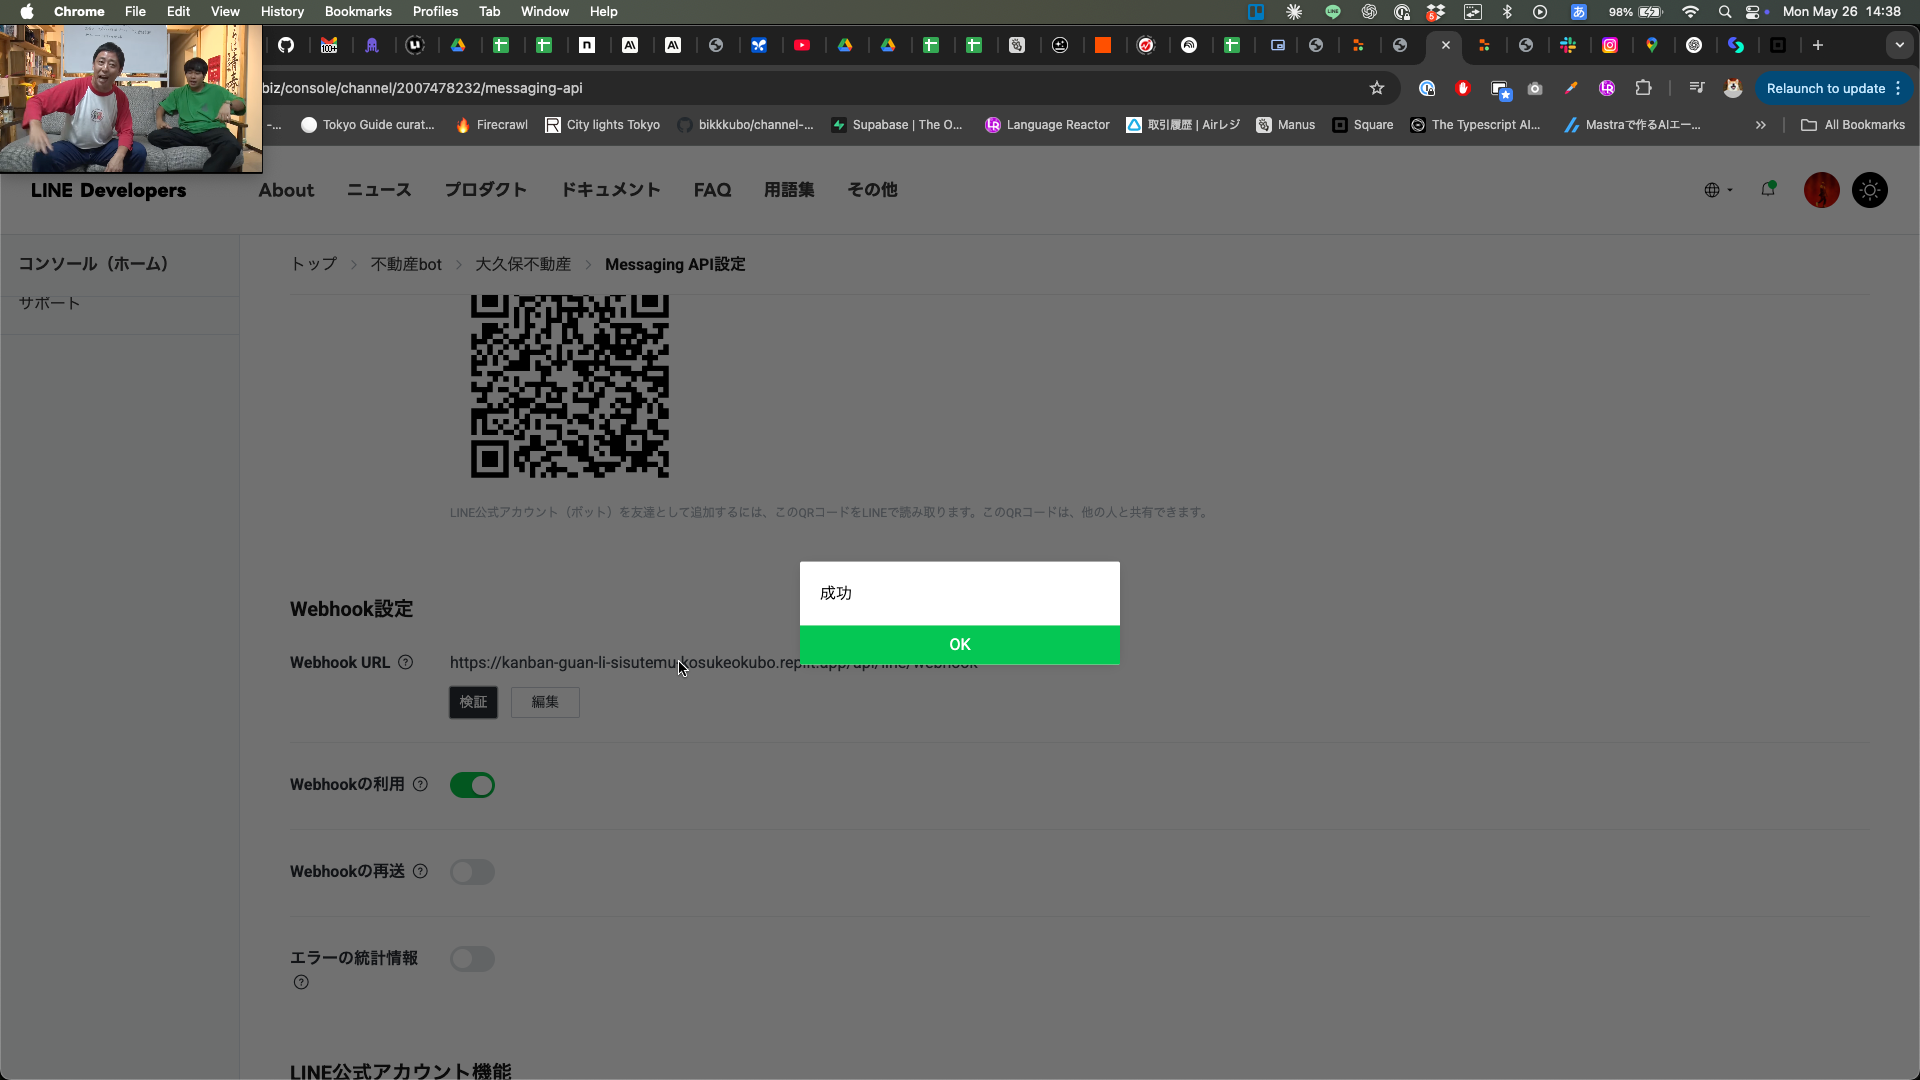 Chrome File Edit View History Bookmarks Profiles Tab Window Help
98% Mon May 26 14:38
biz/console/channel/2007478232/messaging-api
Relaunch to update
-... Tokyo Guide curat... Firecrawl City lights Tokyo bikkkubo/channel-... Supabase | The O... Language Reactor 取引履歴 | Airレジ Manus Square The Typescript AI... Mastraで作るAIエー... All Bookmarks
LINE Developers About ニュース プロダクト ドキュメント FAQ 用語集 その他
コンソール（ホーム）
サポート
トップ 不動産bot 大久保不動産 Messaging API設定
LINE公式アカウント（ボット）を友達として追加するには、このQRコードをLINEで読み取ります。このQRコードは、他の人と共有できます。
成功
OK
Webhook設定
Webhook URL
https://kanban-guan-li-sisutemu-kosukeokubo.replit.app/api/line/webhook
検証 編集
Webhookの利用
Webhookの再送
エラーの統計情報
LINE公式アカウント機能